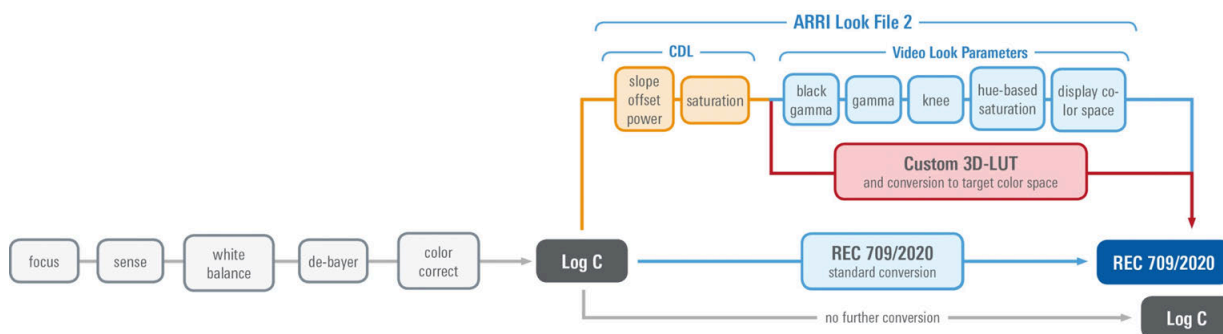 ARRI Look File 2
CDL
Video Look Parameters
slope
offset
power
saturation
black
gamma
gamma
knee
hue-based
saturation
display co-
lor space
Custom 3D-LUT
and conversion to target color space
focus
sense
white
balance
de-bayer
color
correct
Log C
REC 709/2020
standard conversion
REC 709/2020
no further conversion
Log C